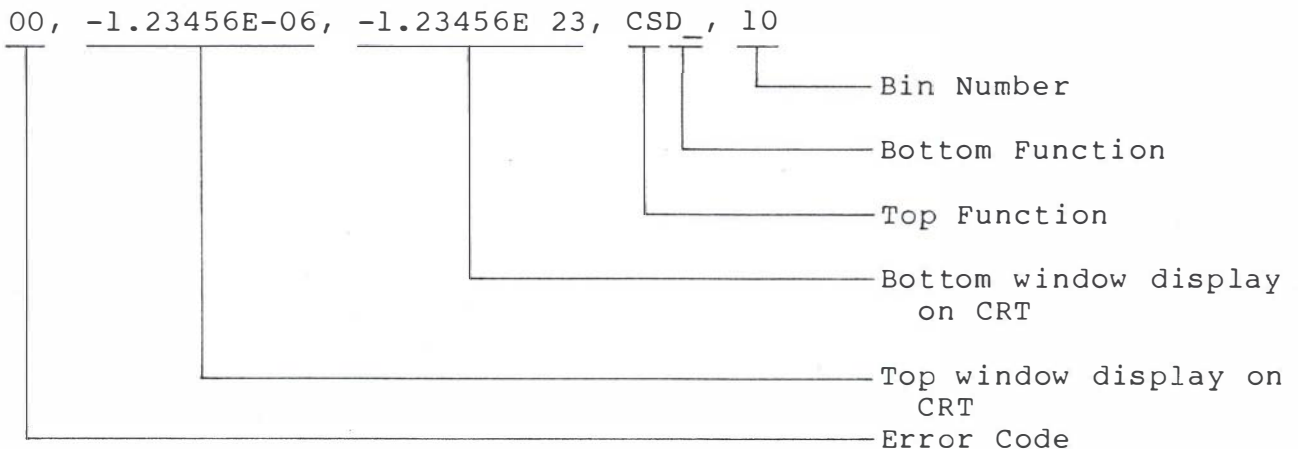 00, -1.23456E-06, -1.23456E 23, CSD_, 10
Bin Number
Bottom Function
Top Function
Bottom window display
on CRT
Top window display on
CRT
Error Code